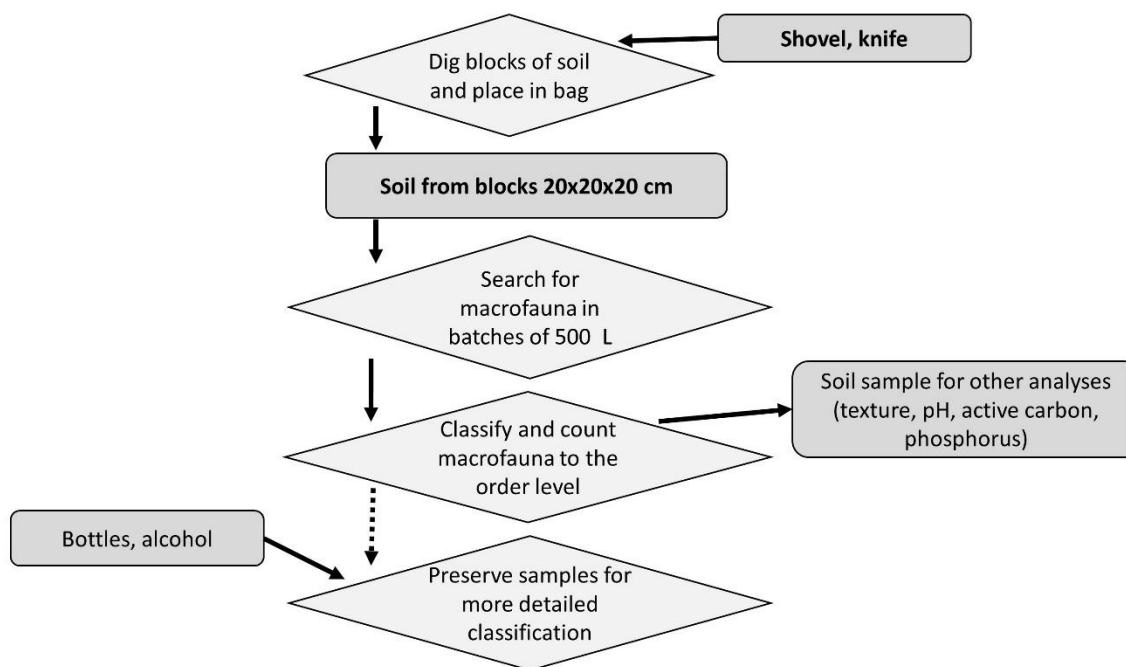 Shovel, knife
Dig blocks of soil
and place in bag
Soil from blocks 20x20x20 cm
Search for
macrofauna in
batches of 500  L
Soil sample for other analyses
(texture, pH, active carbon,
phosphorus)
Classify and count
macrofauna to the
order level
Bottles, alcohol
Preserve samples for
more detailed
classification